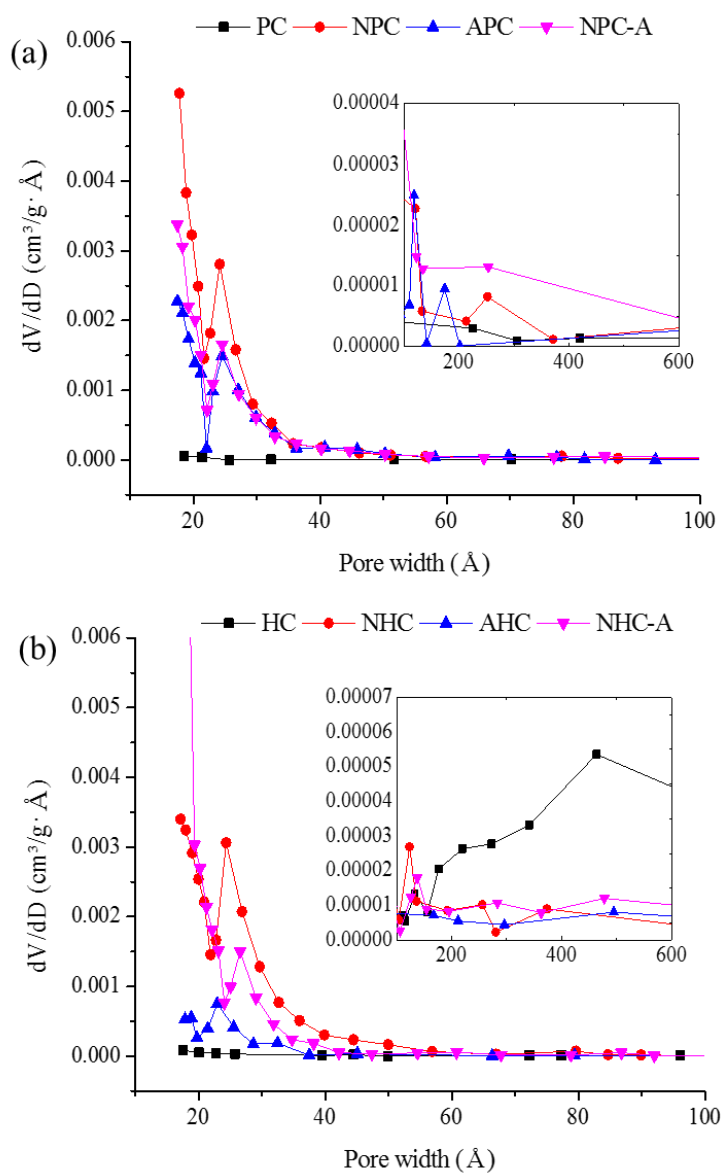 (a)
PC NPC APC NPC-A
0.006
0.005
0.004
0.003
0.002
0.001
0.000
dV/dD (cm³/g· Å)
0.00004
0.00003
0.00002
0.00001
0.00000
200 400 600
20 40 60 80 100
Pore width (Å)
(b)
HC NHC AHC NHC-A
0.006
0.005
0.004
0.003
0.002
0.001
0.000
dV/dD (cm³/g· Å)
0.00007
0.00006
0.00005
0.00004
0.00003
0.00002
0.00001
0.00000
200 400 600
20 40 60 80 100
Pore width (Å)